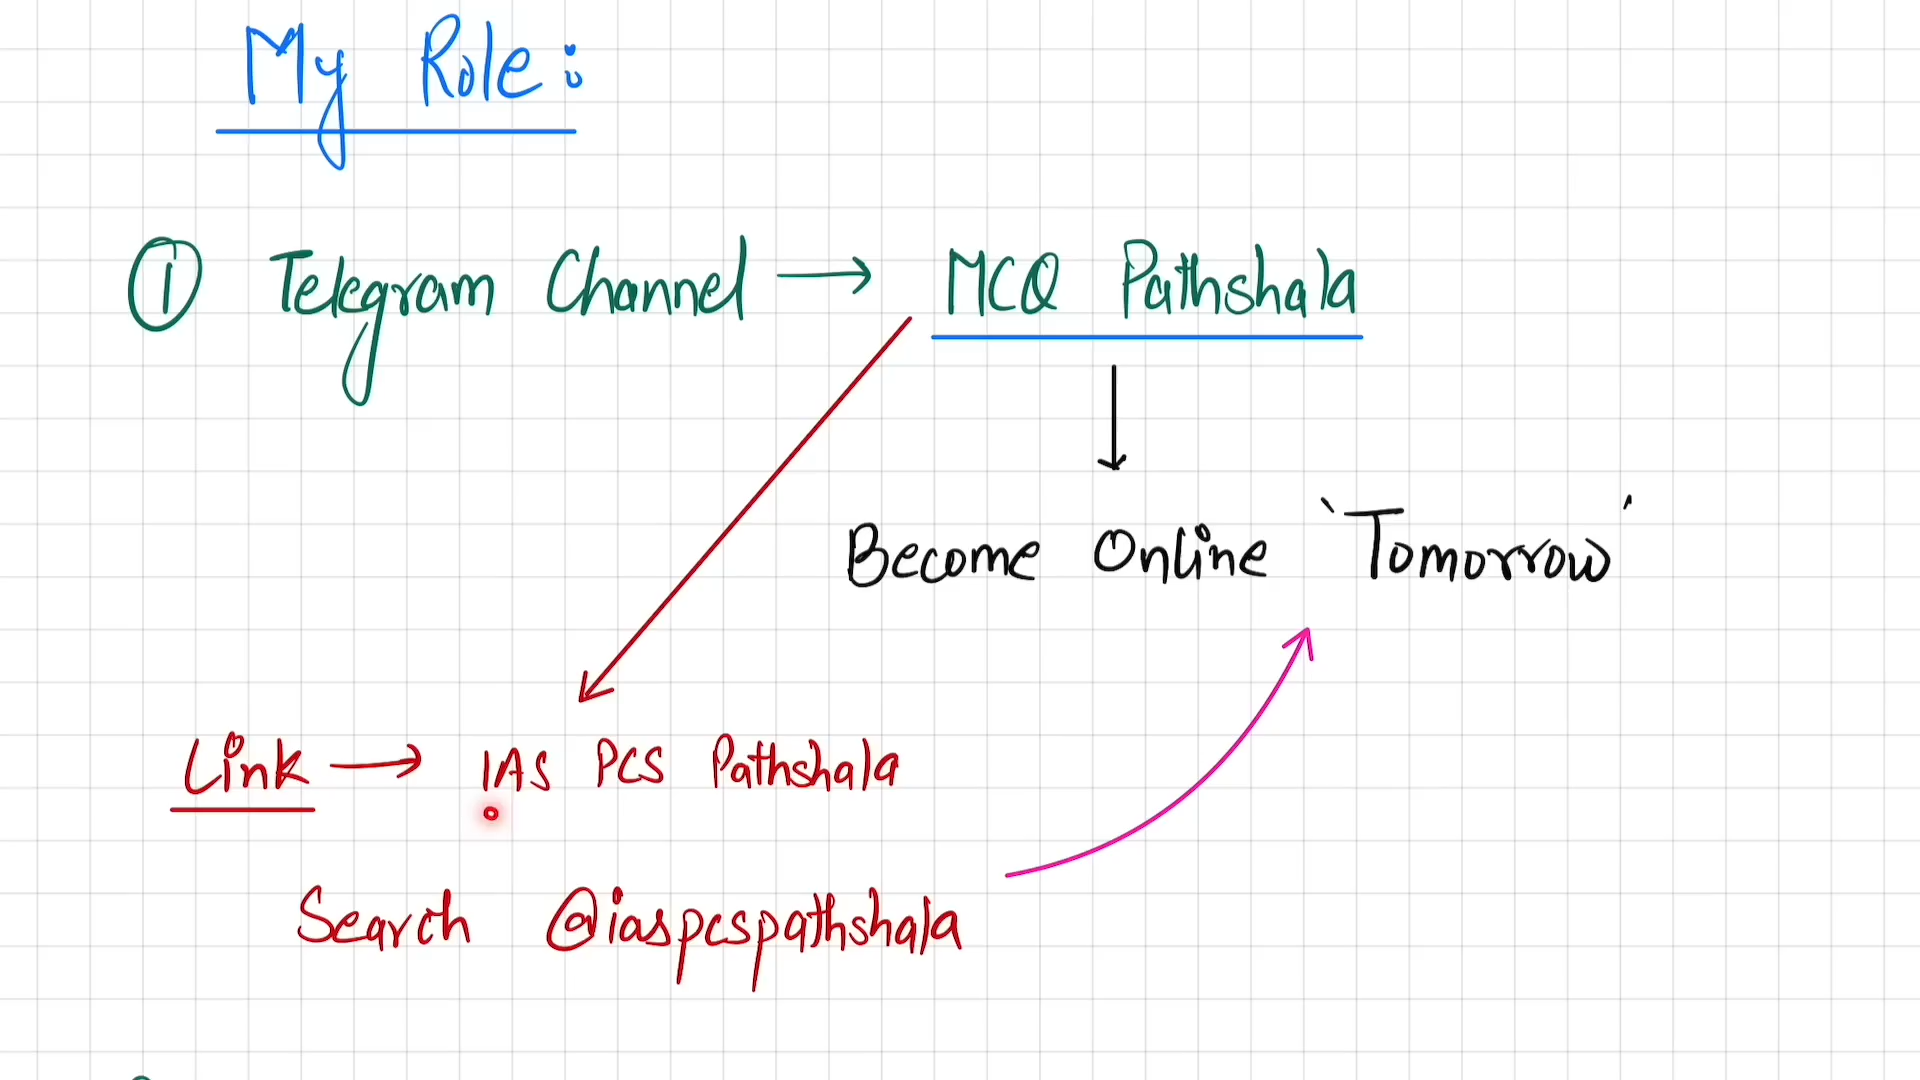 My Role:
① Telegram Channel → MCQ Pathshala
Become Online 'Tomorrow'
Link → IAS PCS Pathshala
Search @iaspcspathshala